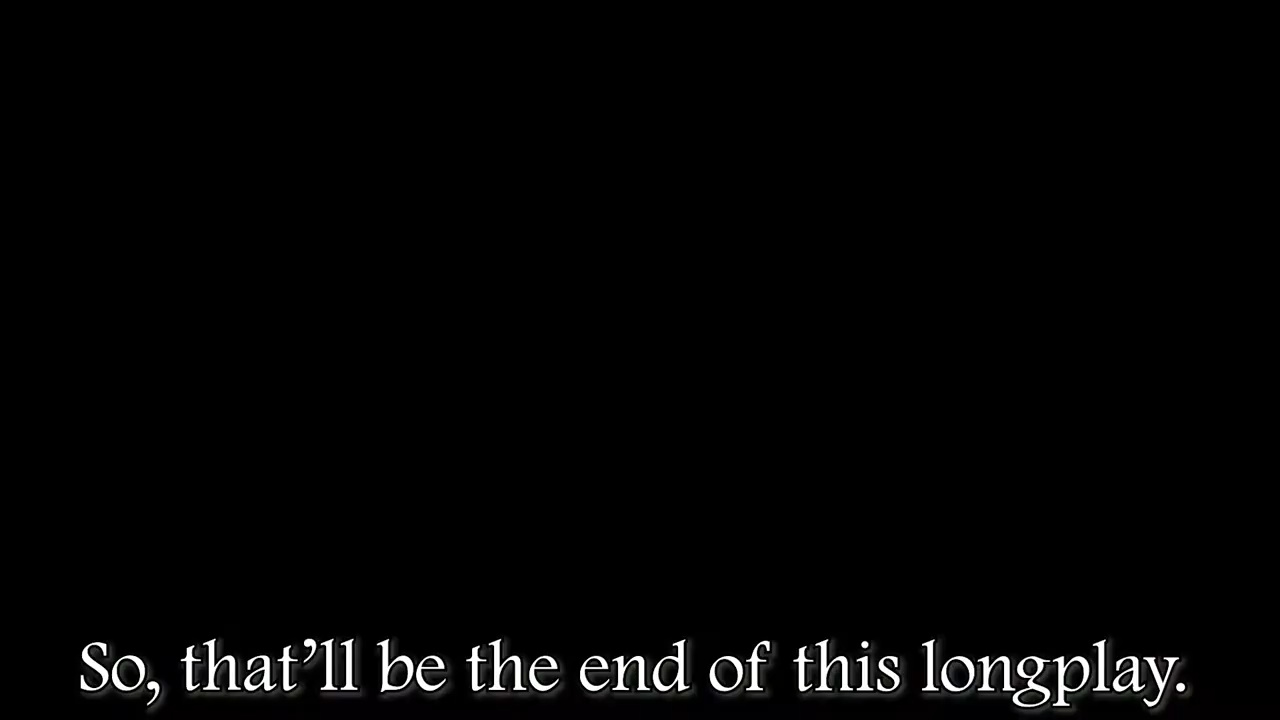 So, that’ll be the end of this longplay.